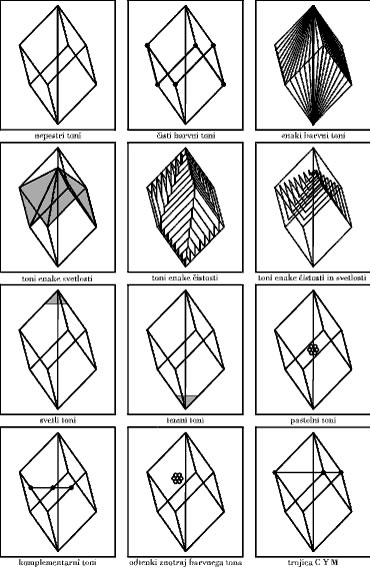 nepestri toni
čisti barvni toni
enaki barvni toni
toni enake svetlosti
toni enake čistosti
toni enake čistosti in svetlosti
svetli toni
temni toni
pastelni toni
komplementarni toni
odtenki znotraj barvnega tona
trojica C Y M